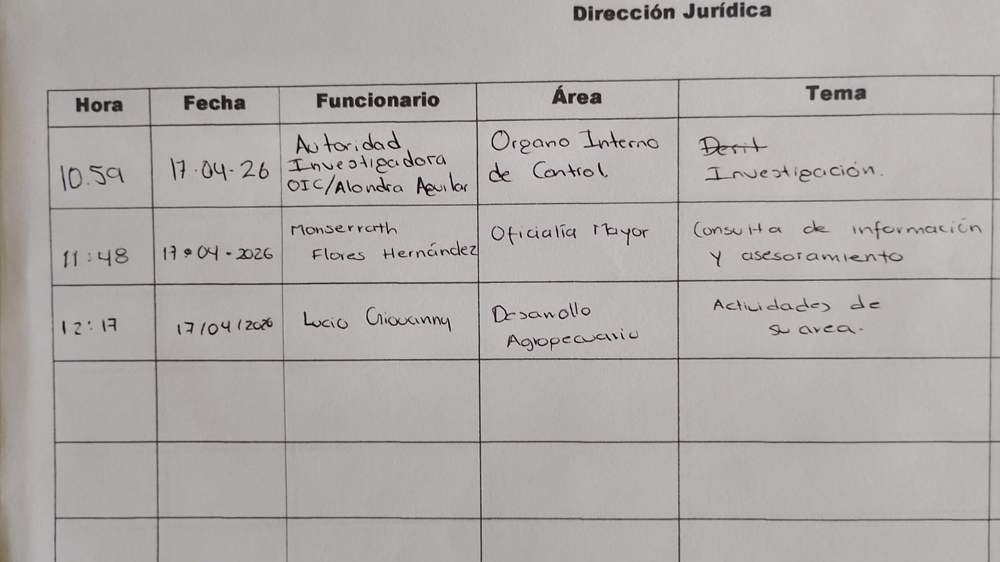 Dirección Jurídica
Hora Fecha Funcionario Área Tema
10.59 17.04.26 Autoridad Investigadora OIC/Alondra Aguilar Organo Interno de Control. Investigación.
11:48 17.04.2026 Monserrath Flores Hernández Oficialía Mayor Consulta de información y asesoramiento
12:17 17/04/2026 Lucio Giovanny Desarrollo Agropecuario Actividades de su area.